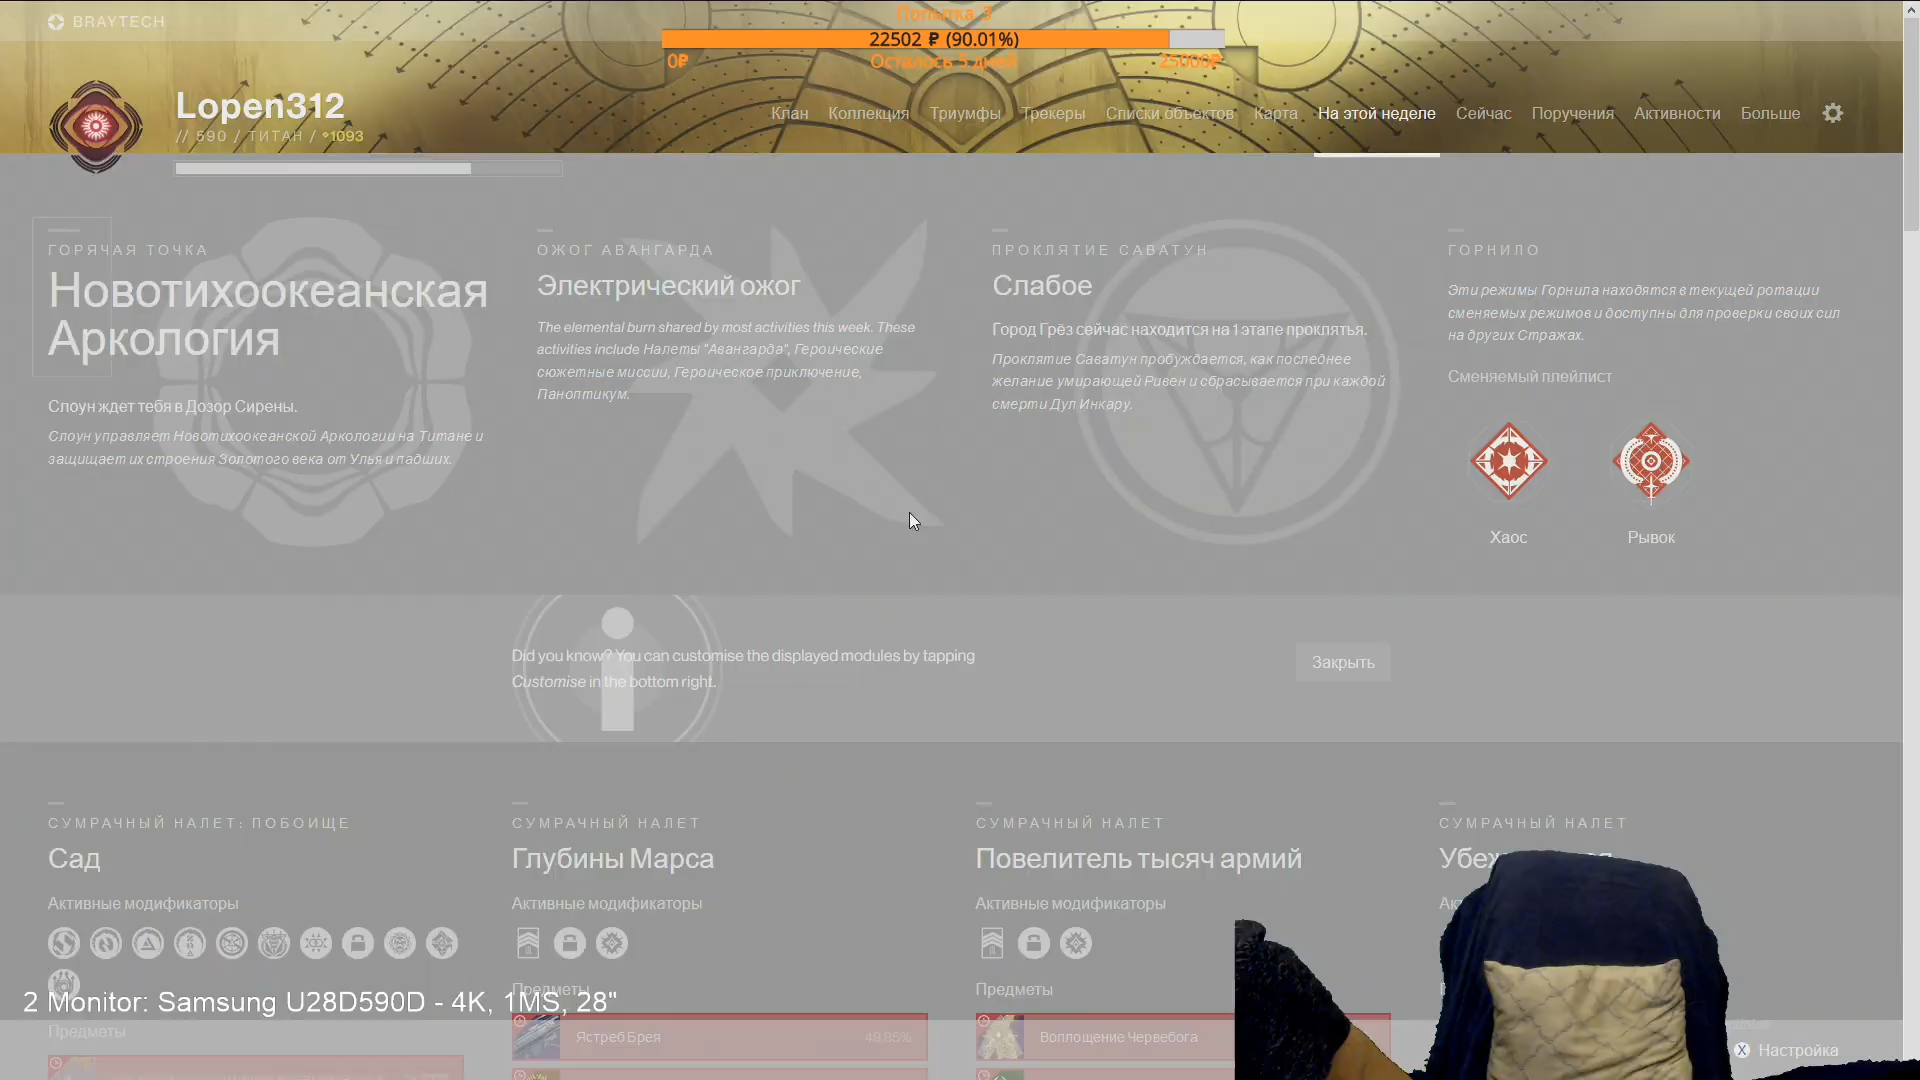 BRAYTECH
Попытка 3
22502 ₽ (90.01%)
0₽
Осталось 5 дней
25000₽
Lopen312
// 590 / ТИТАН / 1093
Клан
Коллекция
Триумфы
Трекеры
Списки объектов
Карта
На этой неделе
Сейчас
Поручения
Активности
Больше
ГОРЯЧАЯ ТОЧКА
Новотихоокеанская
Аркология
Слоун ждет тебя в Дозор Сирены.
Слоун управляет Новотихоокеанской Аркологии на Титане и
защищает их строения Золотого века от Улья и падших.
ОЖОГ АВАНГАРДА
Электрический ожог
The elemental burn shared by most activities this week. These
activities include Налеты "Авангарда", Героические
сюжетные миссии, Героическое приключение,
Паноптикум.
ПРОКЛЯТИЕ САВАТУН
Слабое
Город Грёз сейчас находится на 1 этапе проклятья.
Проклятие Саватун пробуждается, как последнее
желание умирающей Ривен и сбрасывается при каждой
смерти Дул Инкару.
ГОРНИЛО
Эти режимы Горнила находятся в текущей ротации
сменяемых режимов и доступны для проверки своих сил
на других Стражах.
Сменяемый плейлист
Хаос
Рывок
Did you know? You can customise the displayed modules by tapping
Customise in the bottom right.
Закрыть
СУМРАЧНЫЙ НАЛЕТ: ПОБОИЩЕ
Сад
Активные модификаторы
Предметы
СУМРАЧНЫЙ НАЛЕТ
Глубины Марса
Активные модификаторы
Предметы
Ястреб Брея
49,85%
СУМРАЧНЫЙ НАЛЕТ
Повелитель тысяч армий
Активные модификаторы
Предметы
Воплощение Червебога
СУМРАЧНЫЙ НАЛЕТ
2 Monitor: Samsung U28D590D - 4K, 1MS, 28"
X Настройка